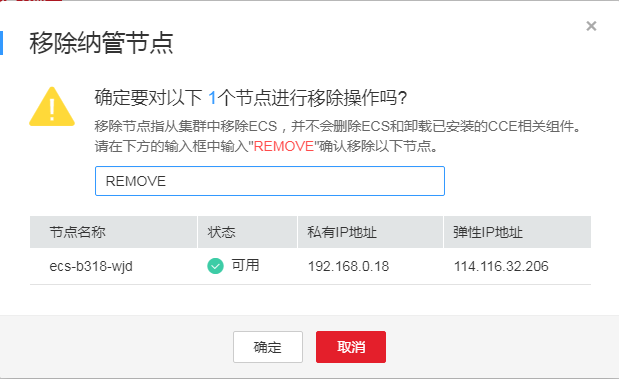 移除纳管节点
确定要对以下 1个节点进行移除操作吗?
移除节点指从集群中移除ECS，并不会删除ECS和卸载已安装的CCE相关组件。
请在下方的输入框中输入"REMOVE"确认移除以下节点。
REMOVE
节点名称 状态 私有IP地址 弹性IP地址
ecs-b318-wjd 可用 192.168.0.18 114.116.32.206
确定 取消